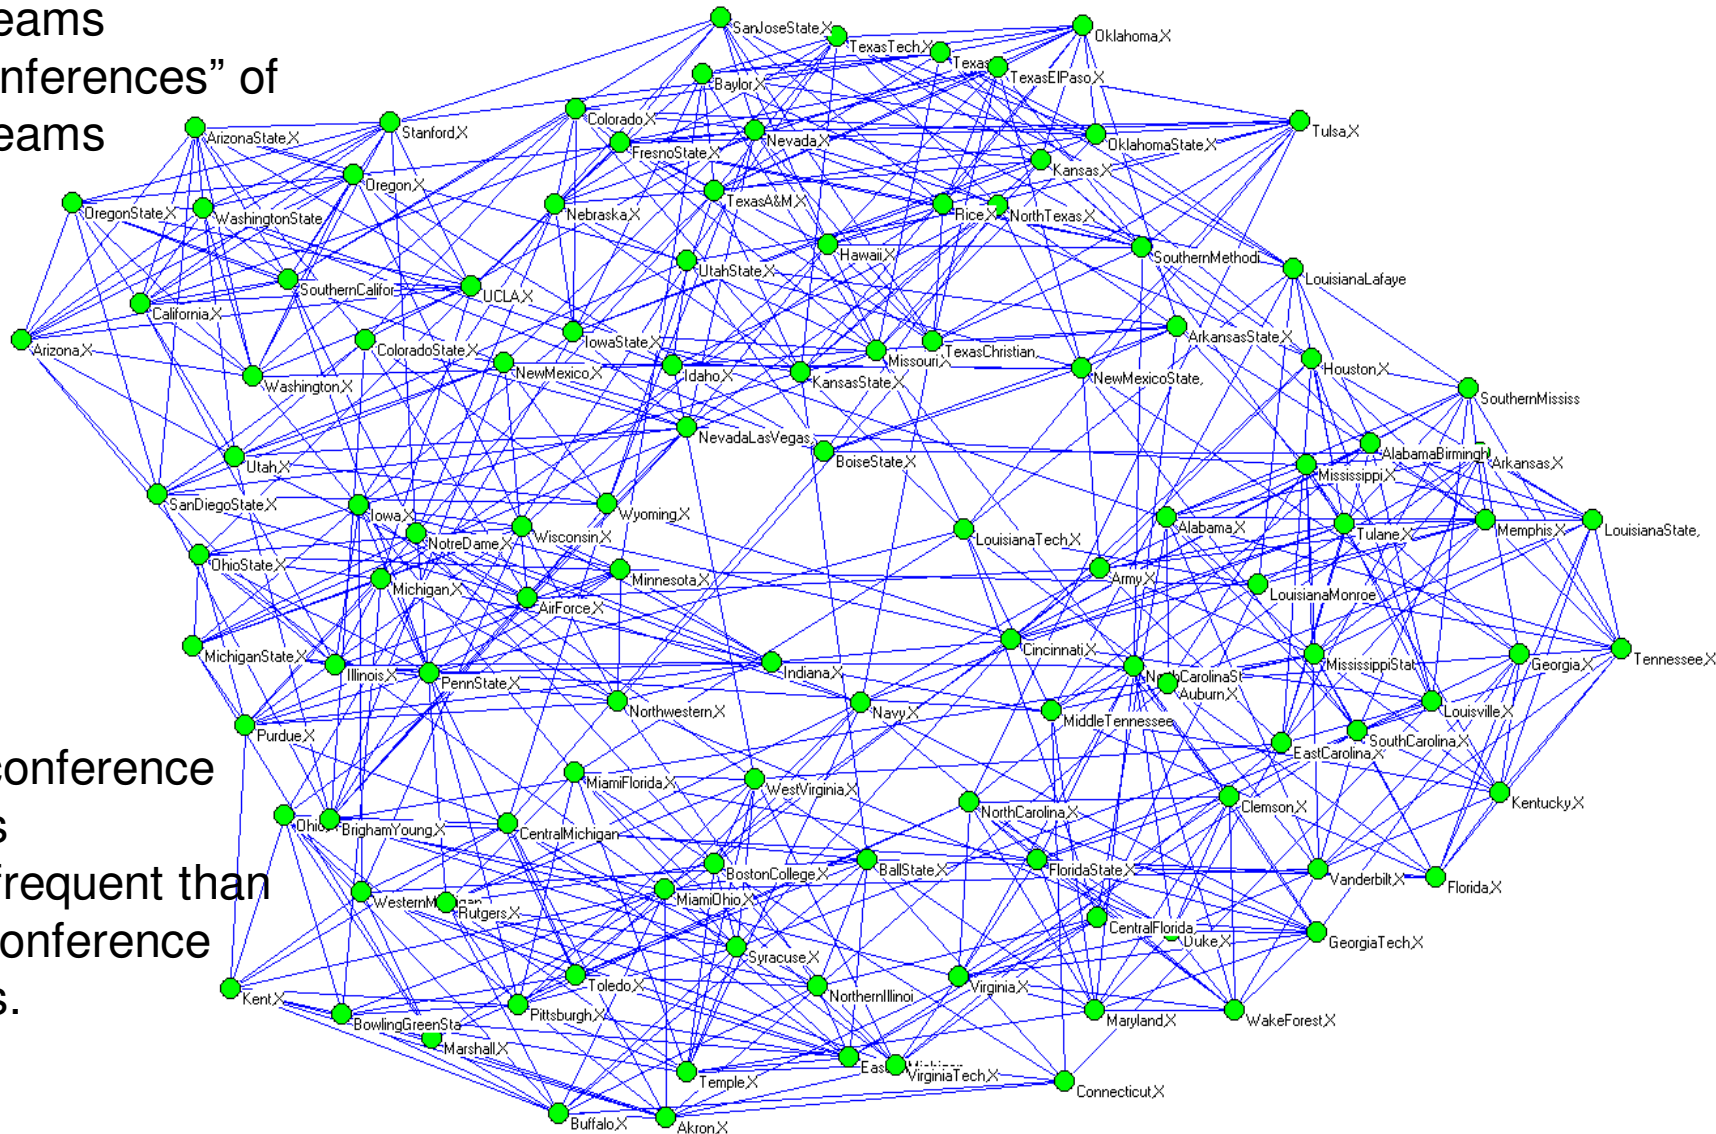 eams
onferences” of
eams
conference
s
frequent than
onference
s.
SanJoseState,X
TexasTech,X
Texas
Oklahoma,X
TexasElPaso,X
Baylor,X
Colorado,X
Nevada,X
FresnoState,X
OklahomaState,X
Tulsa,X
Kansas,X
ArizonaState,X
Stanford,X
Oregon,X
OregonState,X
WashingtonState
Nebraska,X
TexasA&M,X
Rice,X
NorthTexas,X
Hawaii,X
SouthernMethodi
UtahState,X
LouisianaLafaye
SouthernCalifor
UCLA,X
California,X
Arizona,X
ColoradoState,X
IowaState,X
NewMexico,X
Idaho,X
KansasState,X
Missouri,X
TexasChristian,
ArkansasState,X
NewMexicoState,
Houston,X
Washington,X
SouthernMississ
NevadaLasVegas,
BoiseState,X
AlabamaBirmingh
Arkansas,X
Mississippi,X
Utah,X
SanDiegoState,X
Iowa,X
Wyoming,X
NotreDame,X
Wisconsin,X
LouisianaTech,X
Alabama,X
Tulane,X
Memphis,X
LouisianaState,
OhioState,X
Michigan,X
Minnesota,X
AirForce,X
Army,X
LouisianaMonroe
MichiganState,X
Illinois,X
PennState,X
Indiana,X
Cincinnati,X
NorthCarolinaSt
Auburn,X
MississippiStat
Georgia,X
Tennessee,X
Northwestern,X
Navy,X
MiddleTennessee
Louisville,X
SouthCarolina,X
EastCarolina,X
Purdue,X
MiamiFlorida,X
WestVirginia,X
NorthCarolina,X
Clemson,X
Kentucky,X
Ohio,X
BrighamYoung,X
CentralMichigan
BostonCollege,X
BallState,X
FloridaState,X
Vanderbilt,X
Florida,X
WesternMichigan
Rutgers,X
MiamiOhio,X
CentralFlorida,
Duke,X
GeorgiaTech,X
Syracuse,X
Toledo,X
NorthernIllinoi
Virginia,X
Kent,X
Pittsburgh,X
BowlingGreenSta
Marshall,X
Maryland,X
WakeForest,X
Temple,X
VirginiaTech,X
Connecticut,X
Buffalo,X
Akron,X